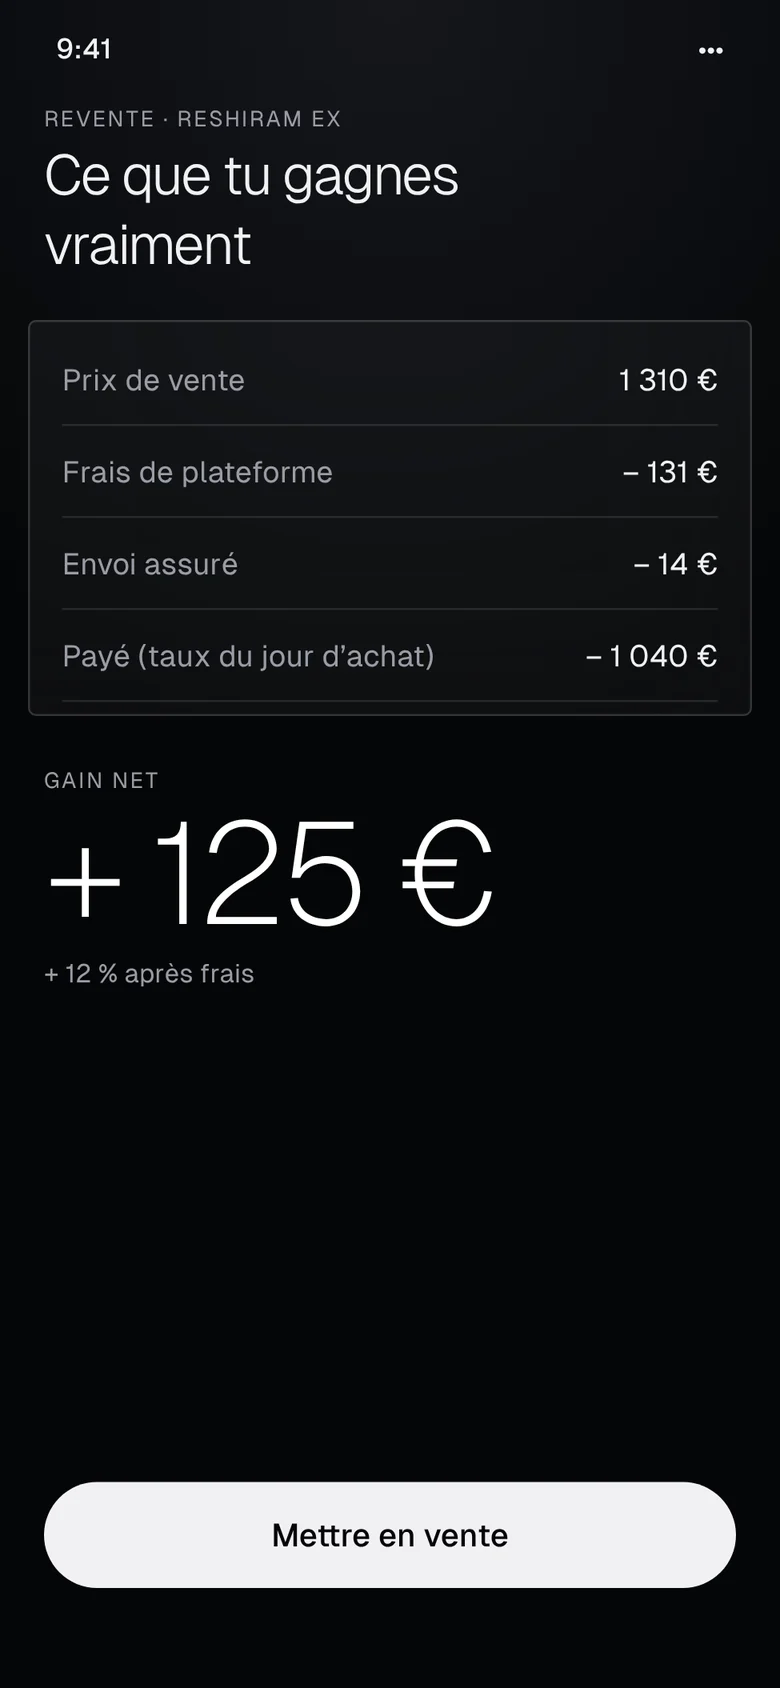 9:41
REVENTE · RESHIRAM EX
Ce que tu gagnes
vraiment
Prix de vente 1 310 €
Frais de plateforme – 131 €
Envoi assuré – 14 €
Payé (taux du jour d’achat) – 1 040 €
GAIN NET
+ 125 €
+ 12 % après frais
Mettre en vente